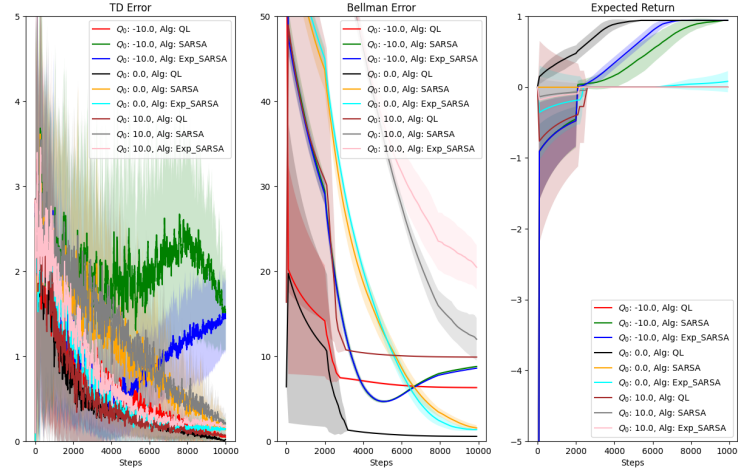 TD Error
5
4
3
2
1
0
0
2000
4000
6000
8000
10000
Steps
Q₀: -10.0, Alg: QL
Q₀: -10.0, Alg: SARSA
Q₀: -10.0, Alg: Exp_SARSA
Q₀: 0.0, Alg: QL
Q₀: 0.0, Alg: SARSA
Q₀: 0.0, Alg: Exp_SARSA
Q₀: 10.0, Alg: QL
Q₀: 10.0, Alg: SARSA
Q₀: 10.0, Alg: Exp_SARSA
Bellman Error
50
40
30
20
10
0
0
2000
4000
6000
8000
10000
Steps
Q₀: -10.0, Alg: QL
Q₀: -10.0, Alg: SARSA
Q₀: -10.0, Alg: Exp_SARSA
Q₀: 0.0, Alg: QL
Q₀: 0.0, Alg: SARSA
Q₀: 0.0, Alg: Exp_SARSA
Q₀: 10.0, Alg: QL
Q₀: 10.0, Alg: SARSA
Q₀: 10.0, Alg: Exp_SARSA
Expected Return
1
0
−1
−2
−3
−4
−5
0
2000
4000
6000
8000
10000
Steps
Q₀: -10.0, Alg: QL
Q₀: -10.0, Alg: SARSA
Q₀: -10.0, Alg: Exp_SARSA
Q₀: 0.0, Alg: QL
Q₀: 0.0, Alg: SARSA
Q₀: 0.0, Alg: Exp_SARSA
Q₀: 10.0, Alg: QL
Q₀: 10.0, Alg: SARSA
Q₀: 10.0, Alg: Exp_SARSA